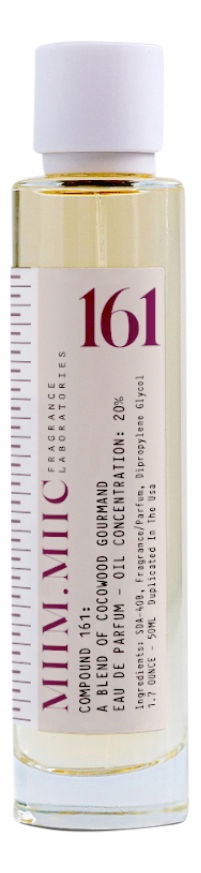 161
MIIM.MIIC
FRAGRANCE
LABORATORIES
COMPOUND 161:
A BLEND OF COCOWOOD GOURMAND
EAU DE PARFUM - OIL CONCENTRATION: 20%
Ingredients: SDA-40B, Fragrance/Parfum, Dipropylene Glycol
1.7 OUNCE - 50ML Duplicated In The Usa